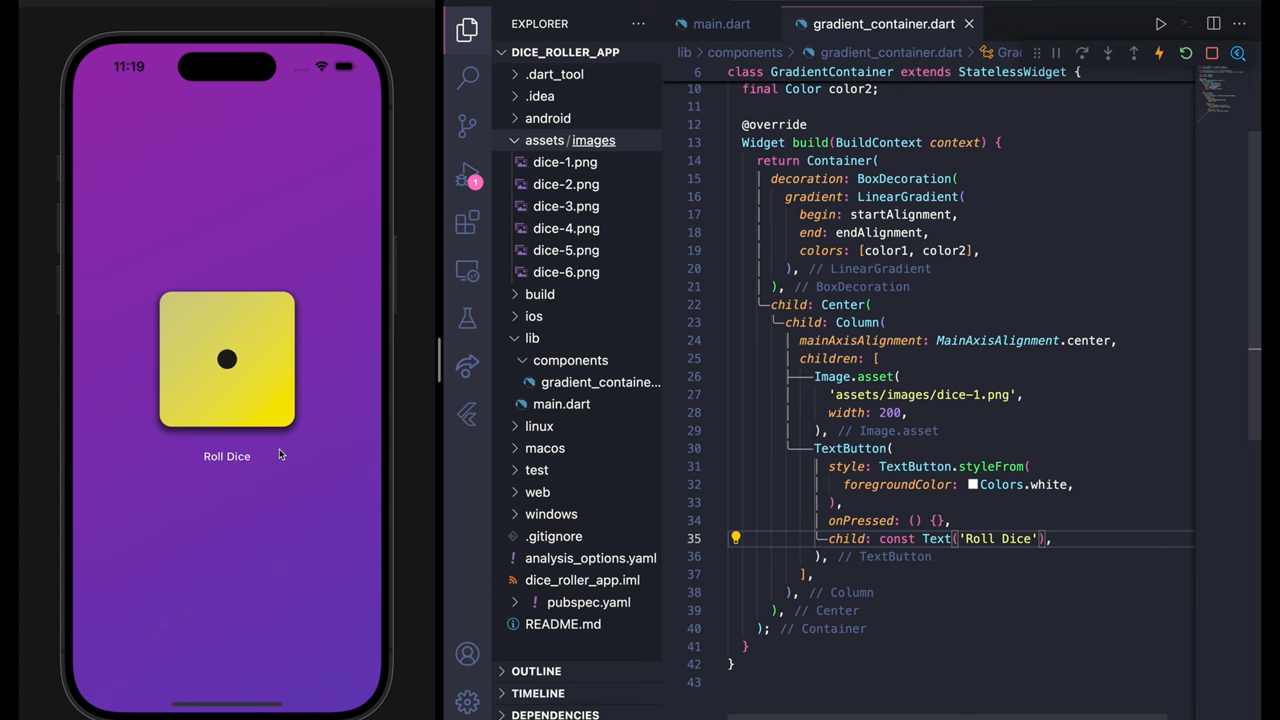 11:19
Roll Dice
EXPLORER
DICE_ROLLER_APP
.dart_tool
.idea
android
assets / images
dice-1.png
dice-2.png
dice-3.png
dice-4.png
dice-5.png
dice-6.png
build
ios
lib
components
gradient_containe...
main.dart
linux
macos
test
web
windows
.gitignore
! analysis_options.yaml
dice_roller_app.iml
! pubspec.yaml
README.md
OUTLINE
TIMELINE
DEPENDENCIES
1
main.dart
gradient_container.dart
lib > components > gradient_container.dart > Grac
6 class GradientContainer extends StatelessWidget {
10 final Color color2;
11
12 @override
13 Widget build(BuildContext context) {
14 return Container(
15 decoration: BoxDecoration(
16 gradient: LinearGradient(
17 begin: startAlignment,
18 end: endAlignment,
19 colors: [color1, color2],
20 ), // LinearGradient
21 ), // BoxDecoration
22 child: Center(
23 child: Column(
24 mainAxisAlignment: MainAxisAlignment.center,
25 children: [
26 Image.asset(
27 'assets/images/dice-1.png',
28 width: 200,
29 ), // Image.asset
30 TextButton(
31 style: TextButton.styleFrom(
32 foregroundColor: Colors.white,
33 ),
34 onPressed: () {},
35 child: const Text('Roll Dice'),
36 ), // TextButton
37 ],
38 ), // Column
39 ), // Center
40 ); // Container
41 }
42 }
43